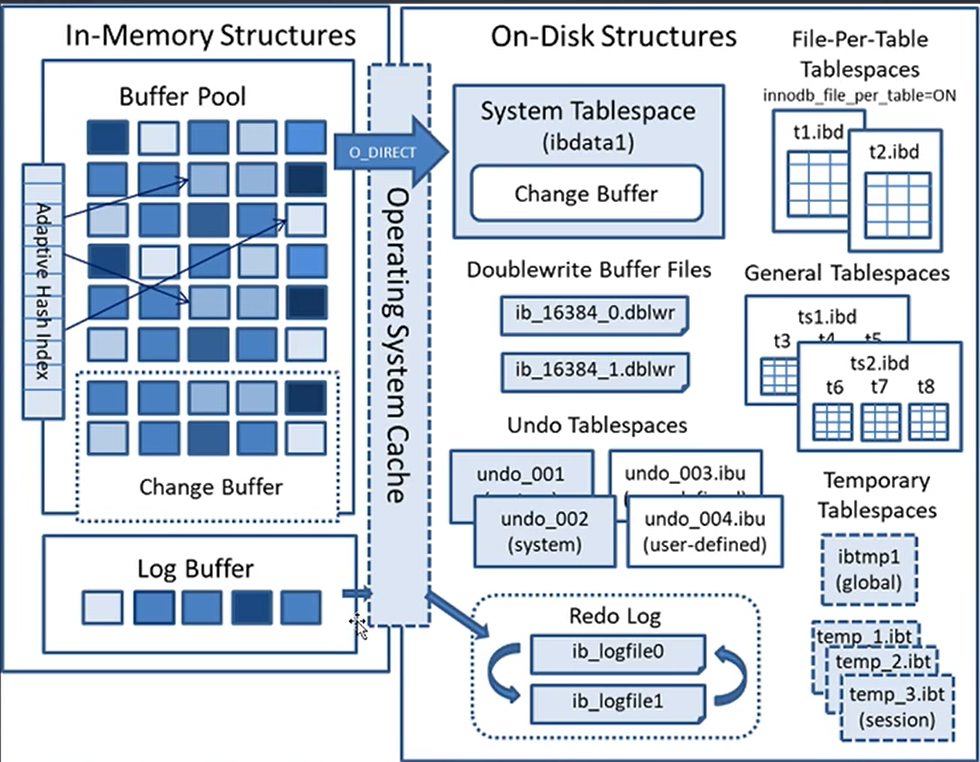 In-Memory Structures
Buffer Pool
Adaptive Hash Index
Change Buffer
Log Buffer
O_DIRECT
Operating System Cache
On-Disk Structures
System Tablespace
(ibdata1)
Change Buffer
Doublewrite Buffer Files
ib_16384_0.dblwr
ib_16384_1.dblwr
Undo Tablespaces
undo_001
undo_002
(system)
undo_003.ibu
undo_004.ibu
(user-defined)
Redo Log
ib_logfile0
ib_logfile1
File-Per-Table
Tablespaces
innodb_file_per_table=ON
t1.ibd
t2.ibd
General Tablespaces
ts1.ibd
t3 t4 t5
ts2.ibd
t6 t7 t8
Temporary
Tablespaces
ibtmp1
(global)
temp_1.ibt
temp_2.ibt
temp_3.ibt
(session)